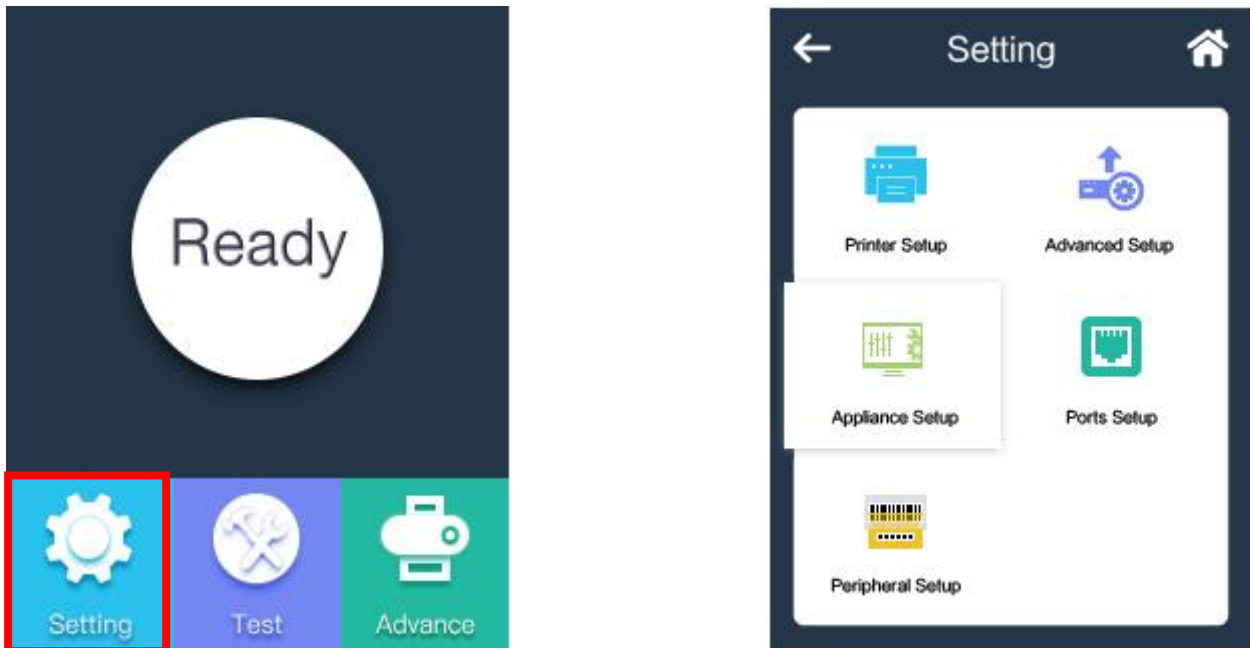 Ready
Setting
Test
Advance
Setting
Printer Setup
Advanced Setup
Appliance Setup
Ports Setup
Peripheral Setup